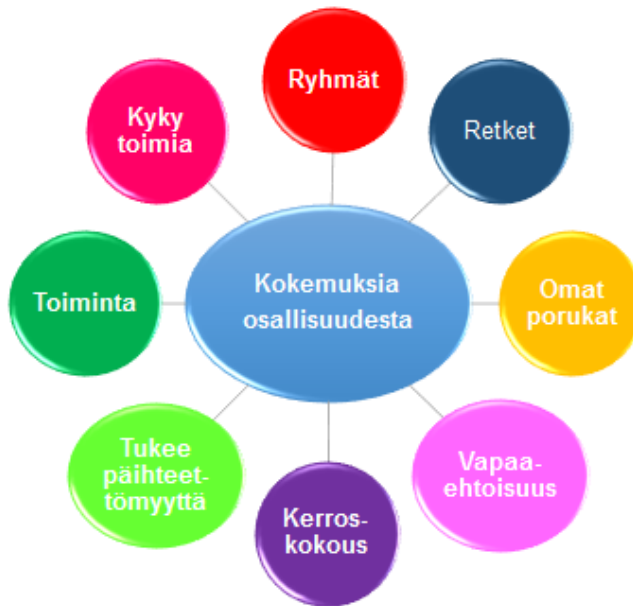 Ryhmät
Retket
Omat
porukat
Vapaa-
ehtoisuus
Kerros-
kokous
Tukee
päihteet-
tömyyttä
Toiminta
Kyky
toimia
Kokemuksia
osallisuudesta